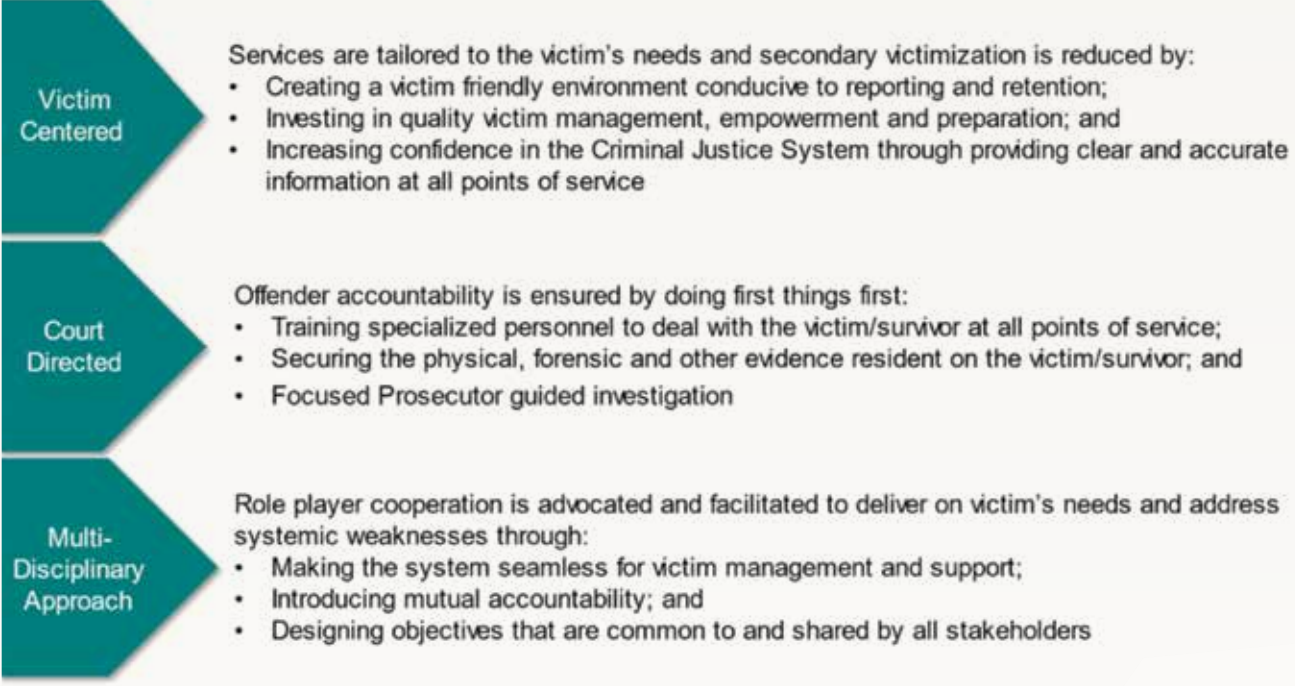 Victim
Centered
Services are tailored to the victim's needs and secondary victimization is reduced by:
• Creating a victim friendly environment conducive to reporting and retention;
• Investing in quality victim management, empowerment and preparation; and
• Increasing confidence in the Criminal Justice System through providing clear and accurate
information at all points of service
Court
Directed
Offender accountability is ensured by doing first things first:
• Training specialized personnel to deal with the victim/survivor at all points of service;
• Securing the physical, forensic and other evidence resident on the victim/survivor; and
• Focused Prosecutor guided investigation
Multi-
Disciplinary
Approach
Role player cooperation is advocated and facilitated to deliver on victim's needs and address
systemic weaknesses through:
• Making the system seamless for victim management and support;
• Introducing mutual accountability; and
• Designing objectives that are common to and shared by all stakeholders